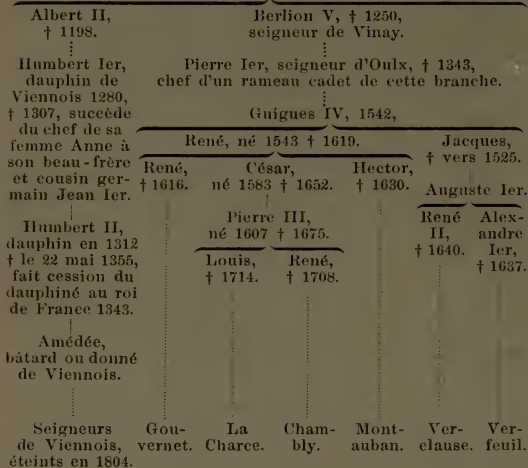 Albert II,
† 1198.
Humbert Ier,
dauphin de
Viennois 1280,
† 1307, succède
du chef de sa
femme Anne à
son beau-frère
et cousin ger-
main Jean Ier.
Humbert II,
dauphin en 1312
† le 22 mai 1355,
fait cession du
dauphiné au roi
de France 1343.
Amédée,
bâtard ou donné
de Viennois.
Seigneurs
de Viennois,
éteints en 1804.
Berlion V, † 1250,
seigneur de Vinay.
Pierre Ier, seigneur d'Oulx, † 1343,
chef d'un rameau cadet de cette branche.
Guigues IV, 1542,
René, né 1543 † 1619.
Jacques,
† vers 1525.
René,
† 1616.
César,
né 1583 † 1652.
Hector,
† 1630.
Auguste Ier.
Pierre III,
né 1607 † 1675.
René
II,
† 1640.
Alex-
andre
Ier,
† 1637.
Louis,
† 1714.
René,
† 1708.
Gou-
vernet.
La
Charce.
Cham-
bly.
Mont-
auban.
Ver-
clause.
Ver-
feuil.